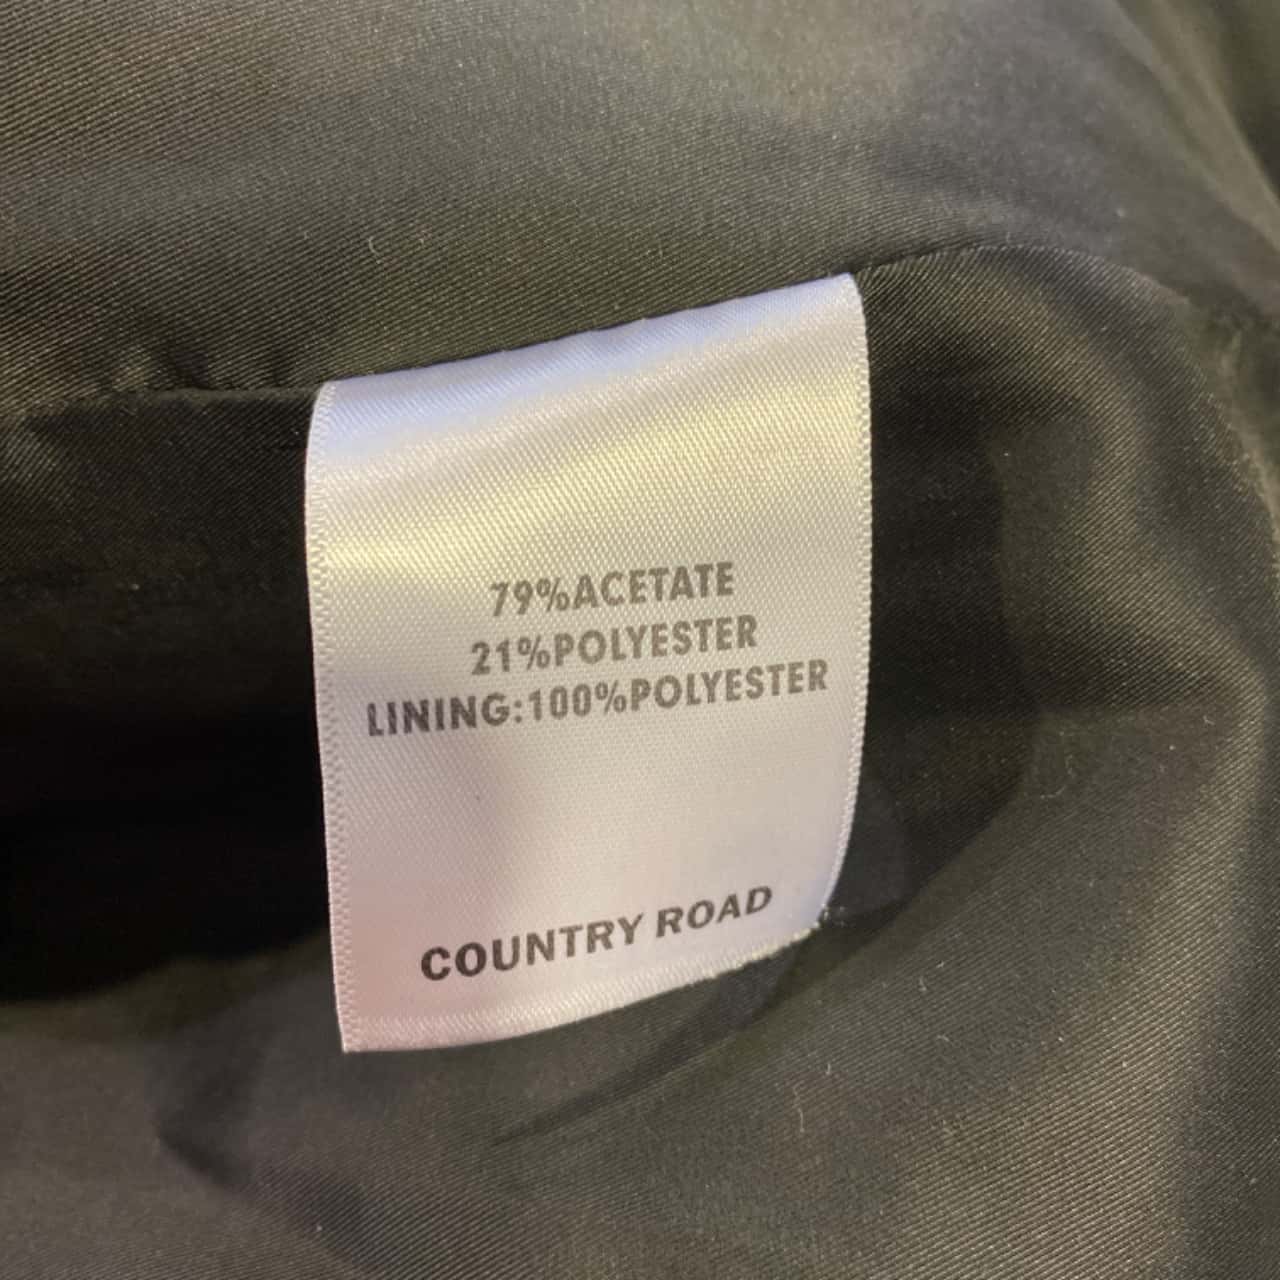 79%ACETATE
21%POLYESTER
LINING:100%POLYESTER
COUNTRY ROAD